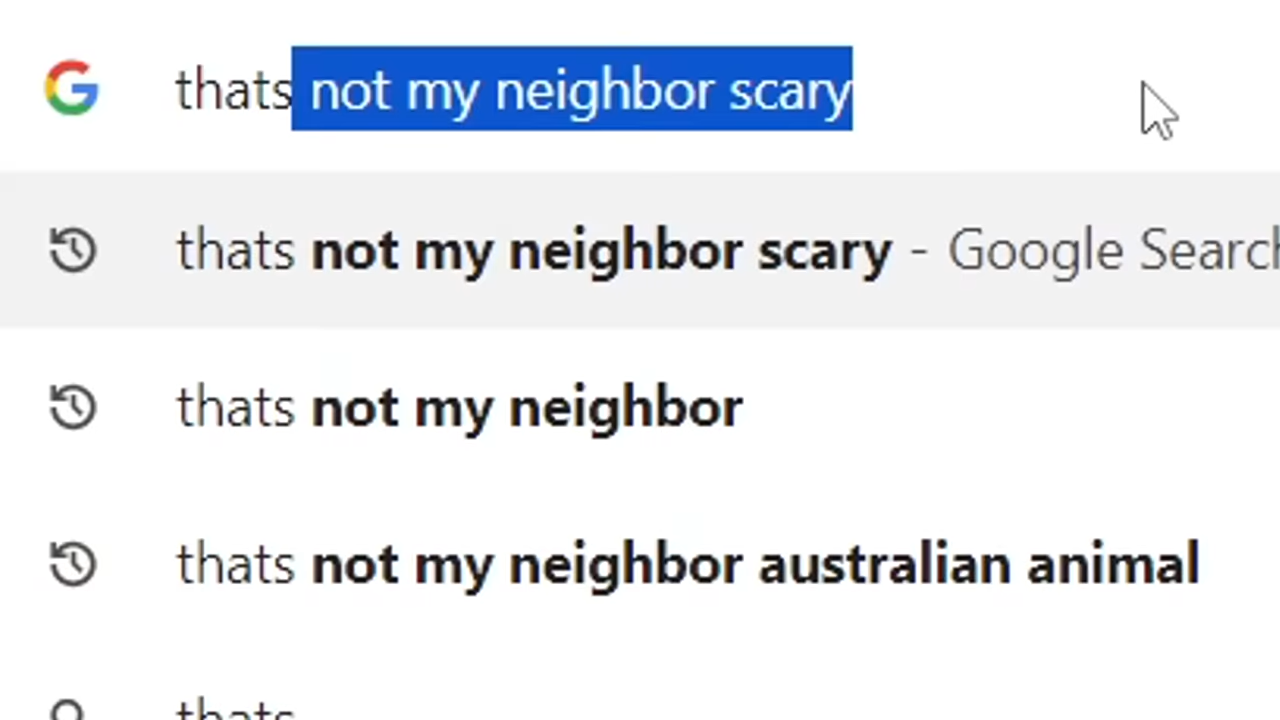 thats not my neighbor scary
thats not my neighbor scary - Google Search
thats not my neighbor
thats not my neighbor australian animal
thats